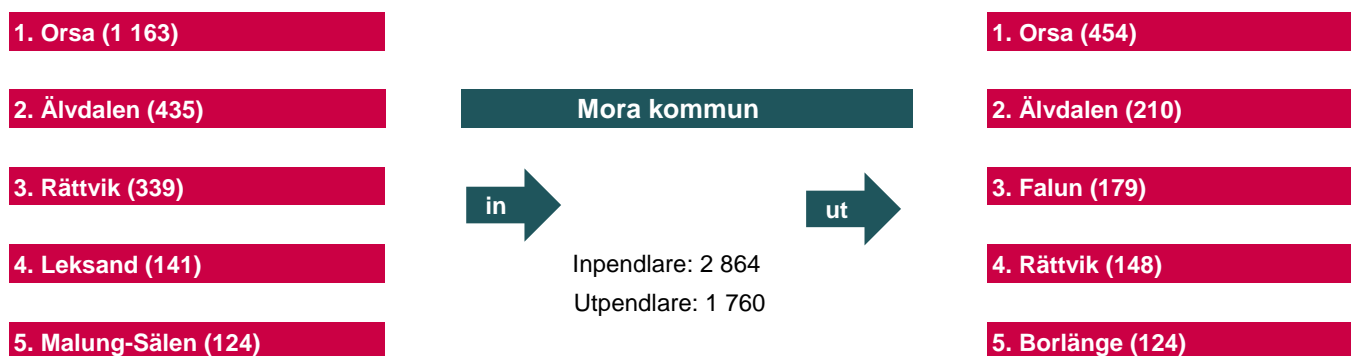 1. Orsa (1 163)
2. Älvdalen (435)
3. Rättvik (339)
4. Leksand (141)
5. Malung-Sälen (124)
Mora kommun
in
ut
Inpendlare: 2 864
Utpendlare: 1 760
1. Orsa (454)
2. Älvdalen (210)
3. Falun (179)
4. Rättvik (148)
5. Borlänge (124)